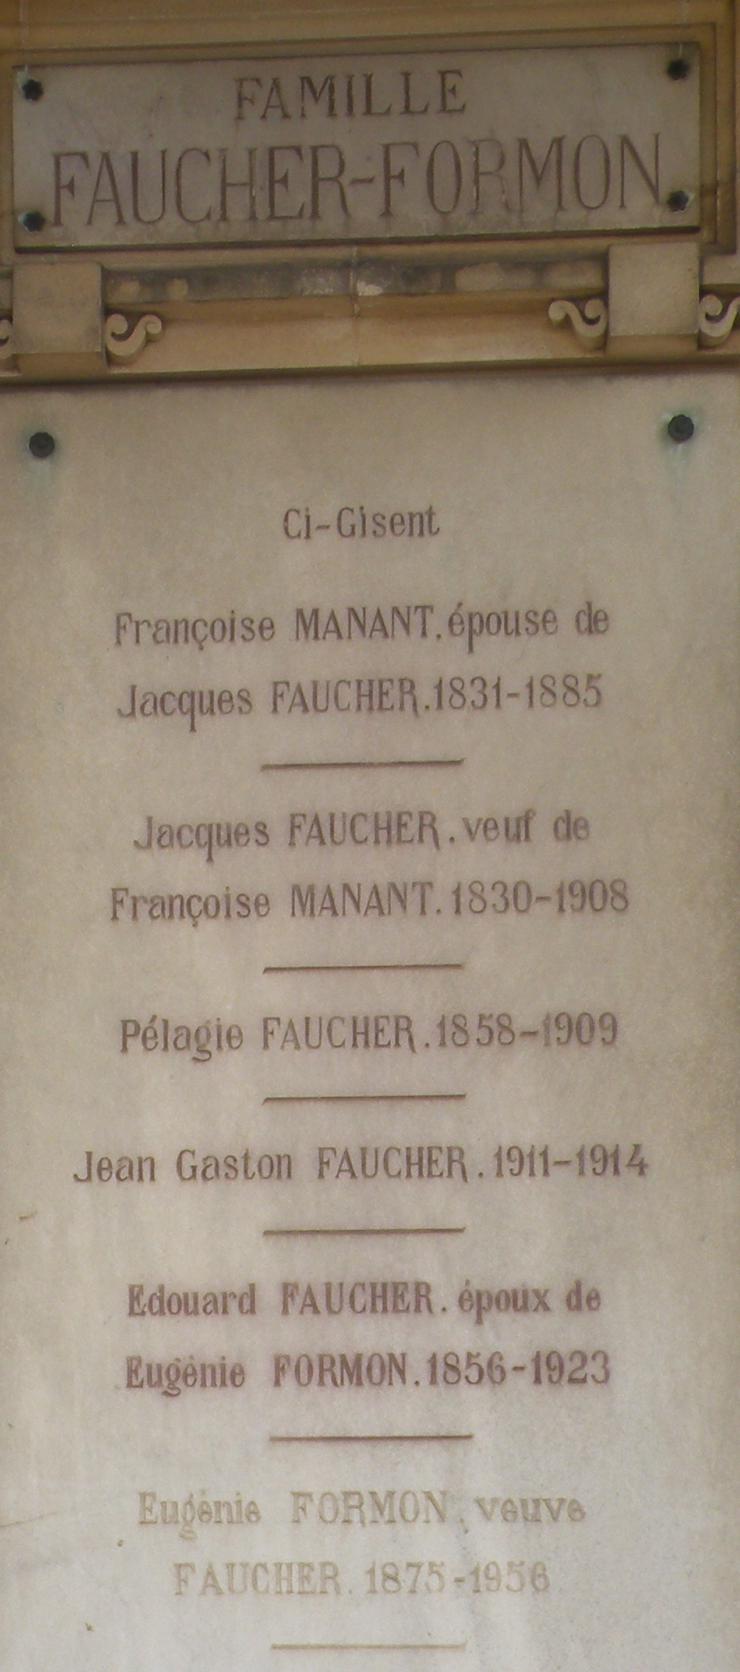 FAMILLE
FAUCHER-FORMON
Ci-Gisent
Françoise MANANT. épouse de
Jacques FAUCHER. 1831-1885
Jacques FAUCHER. veuf de
Françoise MANANT. 1830-1908
Pélagie FAUCHER. 1858-1909
Jean Gaston FAUCHER. 1911-1914
Edouard FAUCHER. époux de
Eugénie FORMON. 1856-1923
Eugénie FORMON, veuve
FAUCHER. 1875-1956